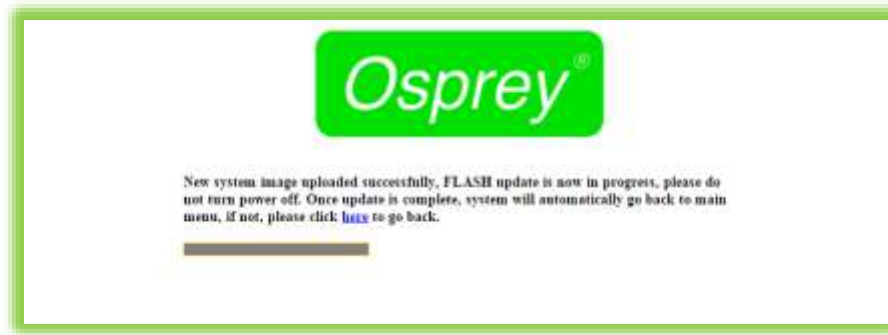 Osprey®
New system image uploaded successfully, FLASH update is now in progress, please do
not turn power off. Once update is complete, system will automatically go back to main
menu, if not, please click here to go back.